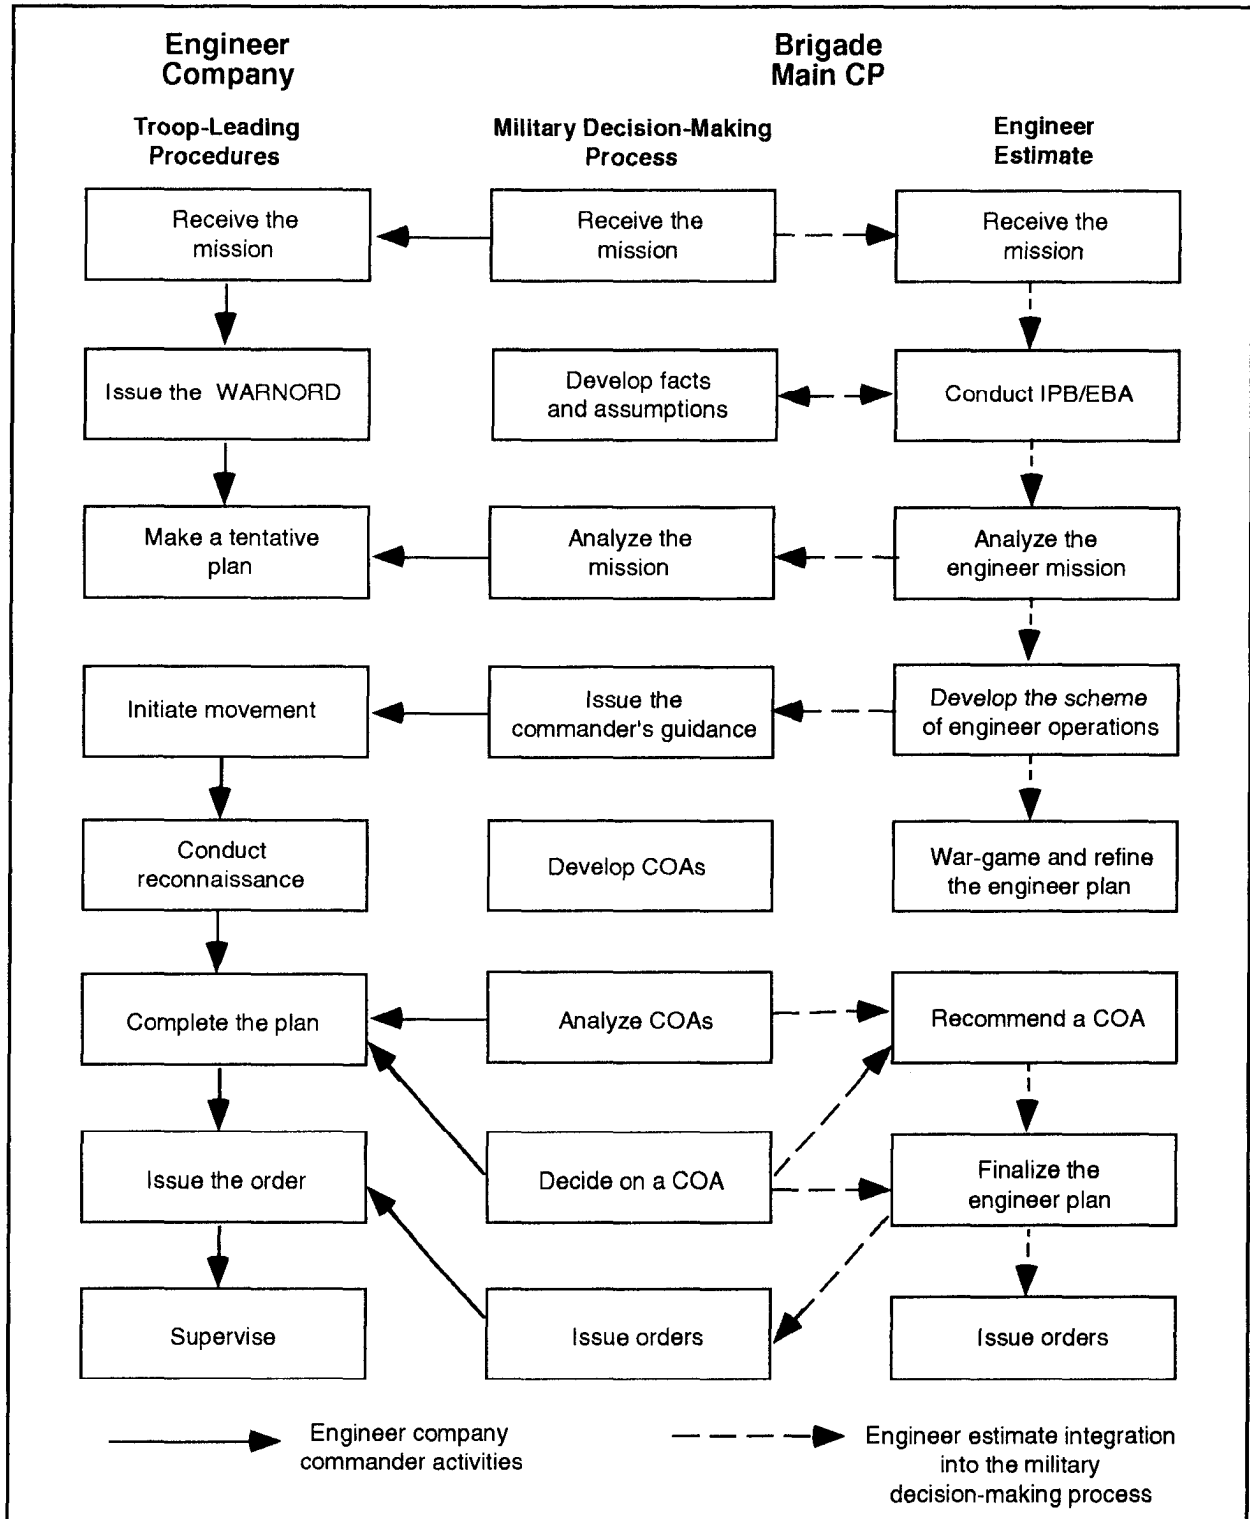 Engineer
Company
Brigade
Main CP
Troop-Leading
Procedures
Military Decision-Making
Process
Engineer
Estimate
Receive the
mission
Receive the
mission
Receive the
mission
Issue the WARNORD
Develop facts
and assumptions
Conduct IPB/EBA
Make a tentative
plan
Analyze the
mission
Analyze the
engineer mission
Initiate movement
Issue the
commander's guidance
Develop the scheme
of engineer operations
Conduct
reconnaissance
Develop COAs
War-game and refine
the engineer plan
Complete the plan
Analyze COAs
Recommend a COA
Issue the order
Decide on a COA
Finalize the
engineer plan
Supervise
Issue orders
Issue orders
Engineer company
commander activities
Engineer estimate integration
into the military
decision-making process